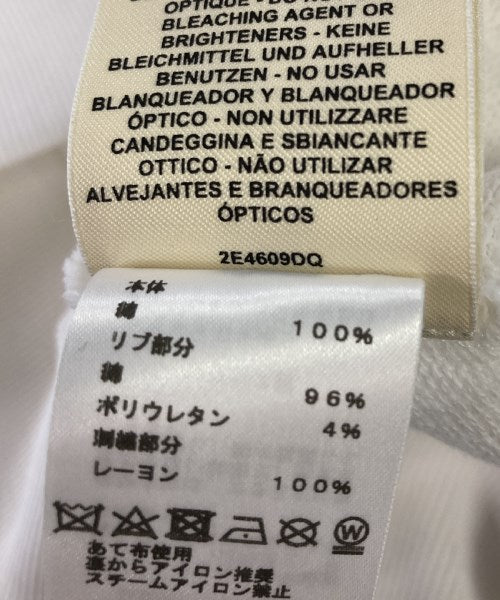 OPTIQUE - DO NO
BLEACHING AGENT OR
BRIGHTENERS - KEINE
BLEICHMITTEL UND AUFHELLER
BENUTZEN - NO USAR
BLANQUEADOR Y BLANQUEADOR
ÓPTICO - NON UTILIZZARE
CANDEGGINA E SBIANCANTE
OTTICO - NÃO UTILIZAR
ALVEJANTES E BRANQUEADORES
ÓPTICOS
2E4609DQ
本体
綿 100%
リブ部分
綿 96%
ポリウレタン 4%
刺繍部分
レーヨン 100%
W
あて布使用
裏からアイロン推奨
スチームアイロン禁止